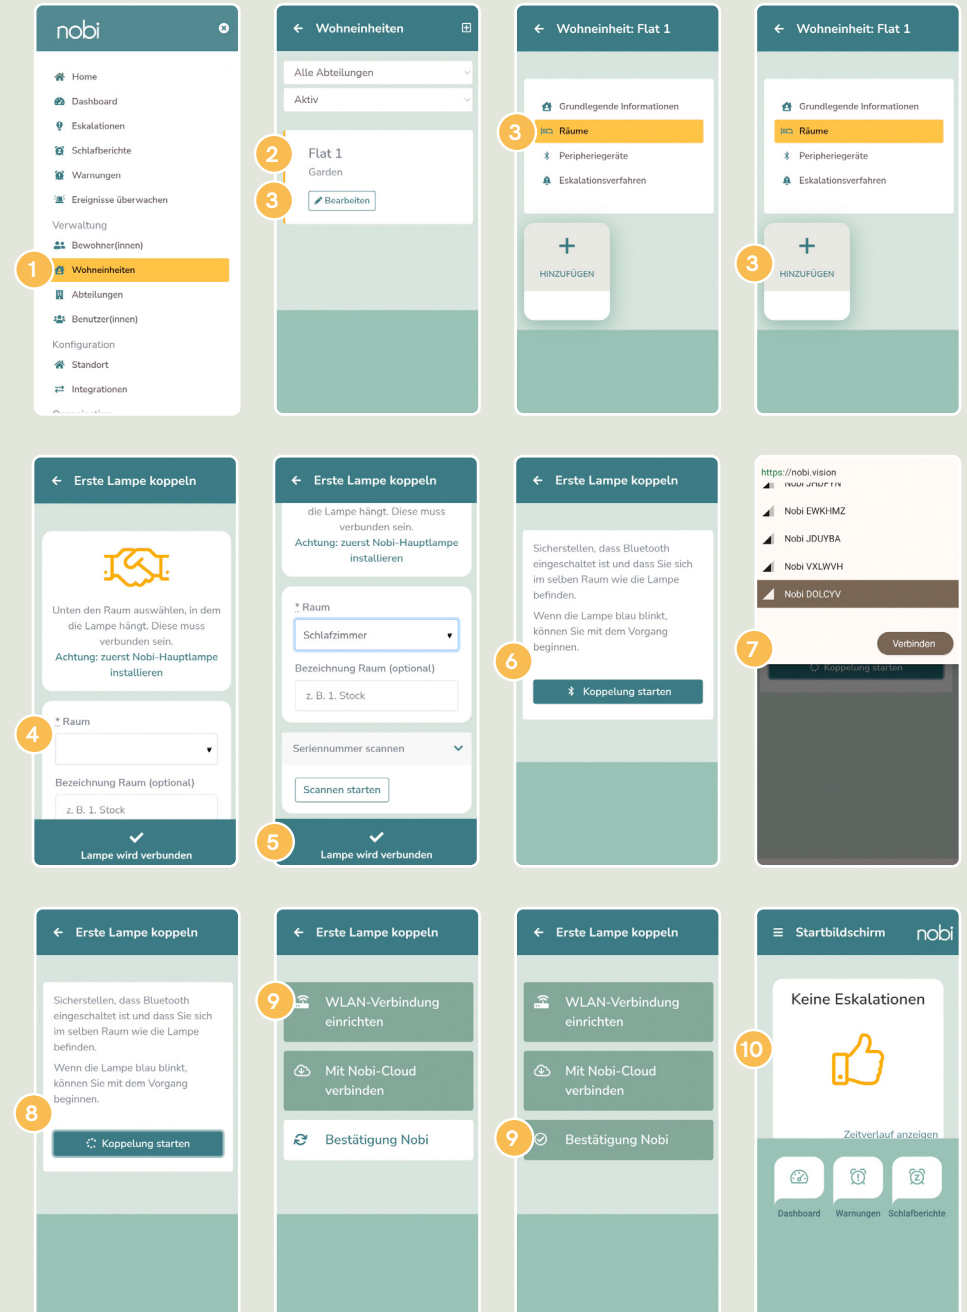 nobi
Home
Dashboard
Eskalationen
Schlafberichte
Warnungen
Ereignisse überwachen
Verwaltung
Bewohner(innen)
1
Wohneinheiten
Abteilungen
Benutzer(innen)
Konfiguration
Standort
Integrationen
Wohneinheiten
Alle Abteilungen
Aktiv
2
Flat 1
Garden
3
Bearbeiten
Wohneinheit: Flat 1
Grundlegende Informationen
3
Räume
Peripheriegeräte
Eskalationsverfahren
+
HINZUFÜGEN
Wohneinheit: Flat 1
Grundlegende Informationen
Räume
Peripheriegeräte
Eskalationsverfahren
+
3
HINZUFÜGEN
Erste Lampe koppeln
Unten den Raum auswählen, in dem
die Lampe hängt. Diese muss
verbunden sein.
Achtung: zuerst Nobi-Hauptlampe
installieren
4
* Raum
Bezeichnung Raum (optional)
z. B. 1. Stock
Lampe wird verbunden
Erste Lampe koppeln
die Lampe hängt. Diese muss
verbunden sein.
Achtung: zuerst Nobi-Hauptlampe
installieren
* Raum
Schlafzimmer
Bezeichnung Raum (optional)
z. B. 1. Stock
Seriennummer scannen
Scannen starten
5
Lampe wird verbunden
Erste Lampe koppeln
Sicherstellen, dass Bluetooth
eingeschaltet ist und dass Sie sich
im selben Raum wie die Lampe
befinden.
Wenn die Lampe blau blinkt,
können Sie mit dem Vorgang
beginnen.
6
Koppelung starten
https://nobi.vision
Nobi EWKHMZ
Nobi JDUYBA
Nobi VXLWVH
Nobi DOLCYV
7
Verbinden
Koppelung starten
Erste Lampe koppeln
Sicherstellen, dass Bluetooth
eingeschaltet ist und dass Sie sich
im selben Raum wie die Lampe
befinden.
Wenn die Lampe blau blinkt,
können Sie mit dem Vorgang
beginnen.
8
Koppelung starten
Erste Lampe koppeln
9
WLAN-Verbindung
einrichten
Mit Nobi-Cloud
verbinden
Bestätigung Nobi
Erste Lampe koppeln
WLAN-Verbindung
einrichten
Mit Nobi-Cloud
verbinden
9
Bestätigung Nobi
Startbildschirm
nobi
Keine Eskalationen
10
Zeitverlauf anzeigen
Dashboard
Warnungen
Schlafberichte